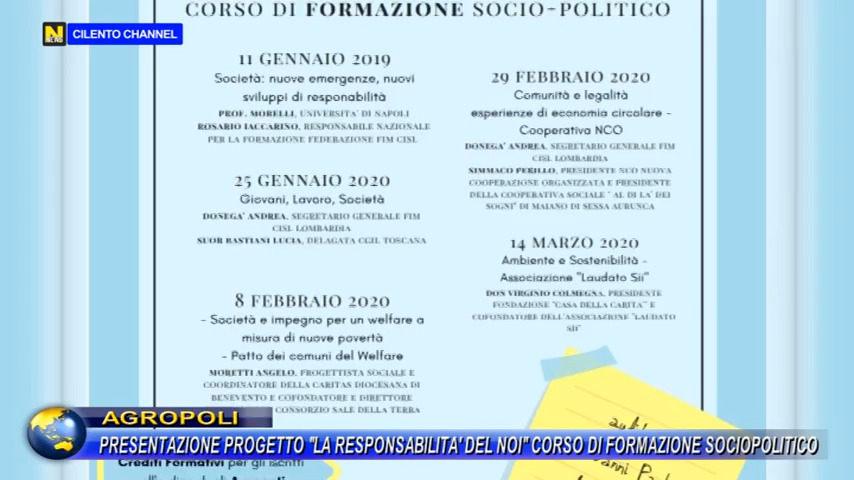 CORSO DI FORMAZIONE SOCIO-POLITICO
N
CILENTO CHANNEL
11 GENNAIO 2019
Società: nuove emergenze, nuovi
sviluppi di responabilità
PROF. MORELLI, UNIVERSITA' DI NAPOLI
ROSARIO IACCARINO, RESPONSABILE NAZIONALE
PER LA FORMAZIONE FEDERAZIONE FIM CISL
25 GENNAIO 2020
Giovani, Lavoro, Società
DONEGA' ANDREA, SEGRETARIO GENERALE FIM
CISL LOMBARDIA
SUOR BASTIANI LUCIA, DELAGATA CGIL TOSCANA
8 FEBBRAIO 2020
- Società e impegno per un welfare a
misura di nuove povertà
- Patto dei comuni del Welfare
MORETTI ANGELO, PROGETTISTA SOCIALE E
COORDINATORE DELLA CARITAS DIOCESANA DI
BENEVENTO E COFONDATORE E DIRETTORE
CONSORZIO SALE DELLA TERRA
29 FEBBRAIO 2020
Comunità e legalità
esperienze di economia circolare -
Cooperativa NCO
DONEGA' ANDREA, SEGRETARIO GENERALE FIM
CISL LOMBARDIA
SIMMACO PERILLO, PRESIDENTE NCO NUOVA
COOPERAZIONE ORGANIZZATA E PRESIDENTE
DELLA COOPERATIVA SOCIALE " AL DI LA' DEI
SOGNI" DI MAIANO DI SESSA AURUNCA
14 MARZO 2020
Ambiente e Sostenibilità -
Associazione "Laudato Sii"
DON VIRGINIO COLMEGNA, PRESIDENTE
FONDAZIONE "CASA DELLA CARITA'" E
COFONDATORE DELL'ASSOCIAZIONE "LAUDATO
SII"
AGROPOLI
PRESENTAZIONE PROGETTO "LA RESPONSABILITA' DEL NOI" CORSO DI FORMAZIONE SOCIOPOLITICO
Crediti Formativi per gli iscritti